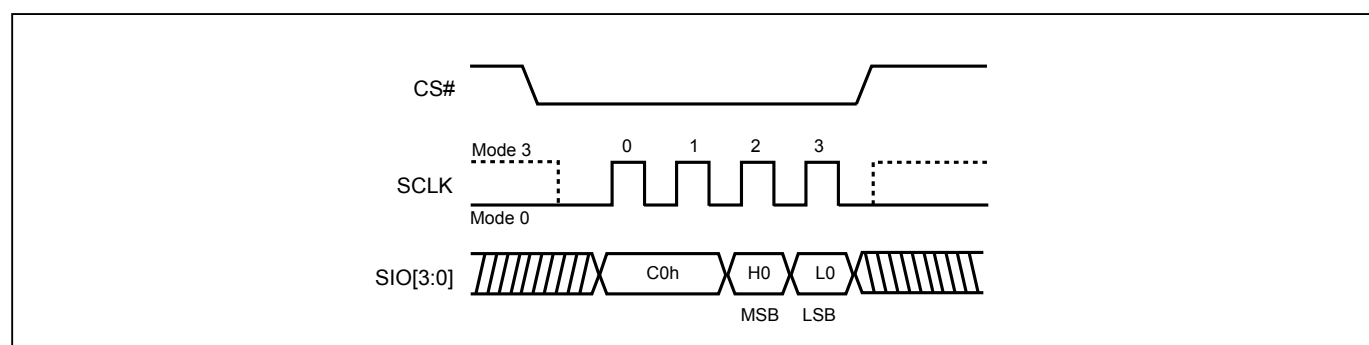 CS#
Mode 3 0 1 2 3
SCLK
Mode 0
SIO[3:0] C0h H0 L0
MSB LSB